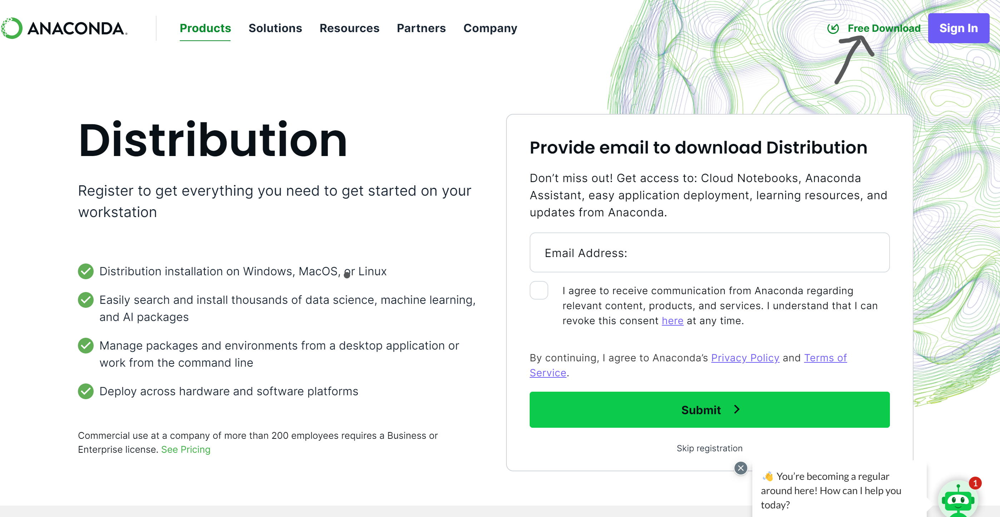 ANACONDA®
Products Solutions Resources Partners Company
Free Download
Sign In
Distribution
Register to get everything you need to get started on your
workstation
Distribution installation on Windows, MacOS, or Linux
Easily search and install thousands of data science, machine learning,
and AI packages
Manage packages and environments from a desktop application or
work from the command line
Deploy across hardware and software platforms
Commercial use at a company of more than 200 employees requires a Business or
Enterprise license. See Pricing
Provide email to download Distribution
Don’t miss out! Get access to: Cloud Notebooks, Anaconda
Assistant, easy application deployment, learning resources, and
updates from Anaconda.
Email Address:
I agree to receive communication from Anaconda regarding
relevant content, products, and services. I understand that I can
revoke this consent here at any time.
By continuing, I agree to Anaconda’s Privacy Policy and Terms of
Service.
Submit
Skip registration
👋 You’re becoming a regular
around here! How can I help you
today?
1